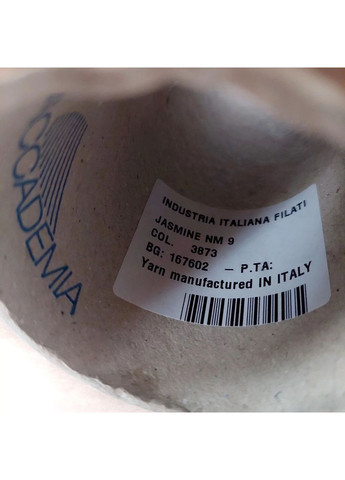 ACCADEMIA
INDUSTRIA ITALIANA FILATI
JASMINE NM 9
COL. 3873
BG: 167602 - P.TA:
Yarn manufactured IN ITALY